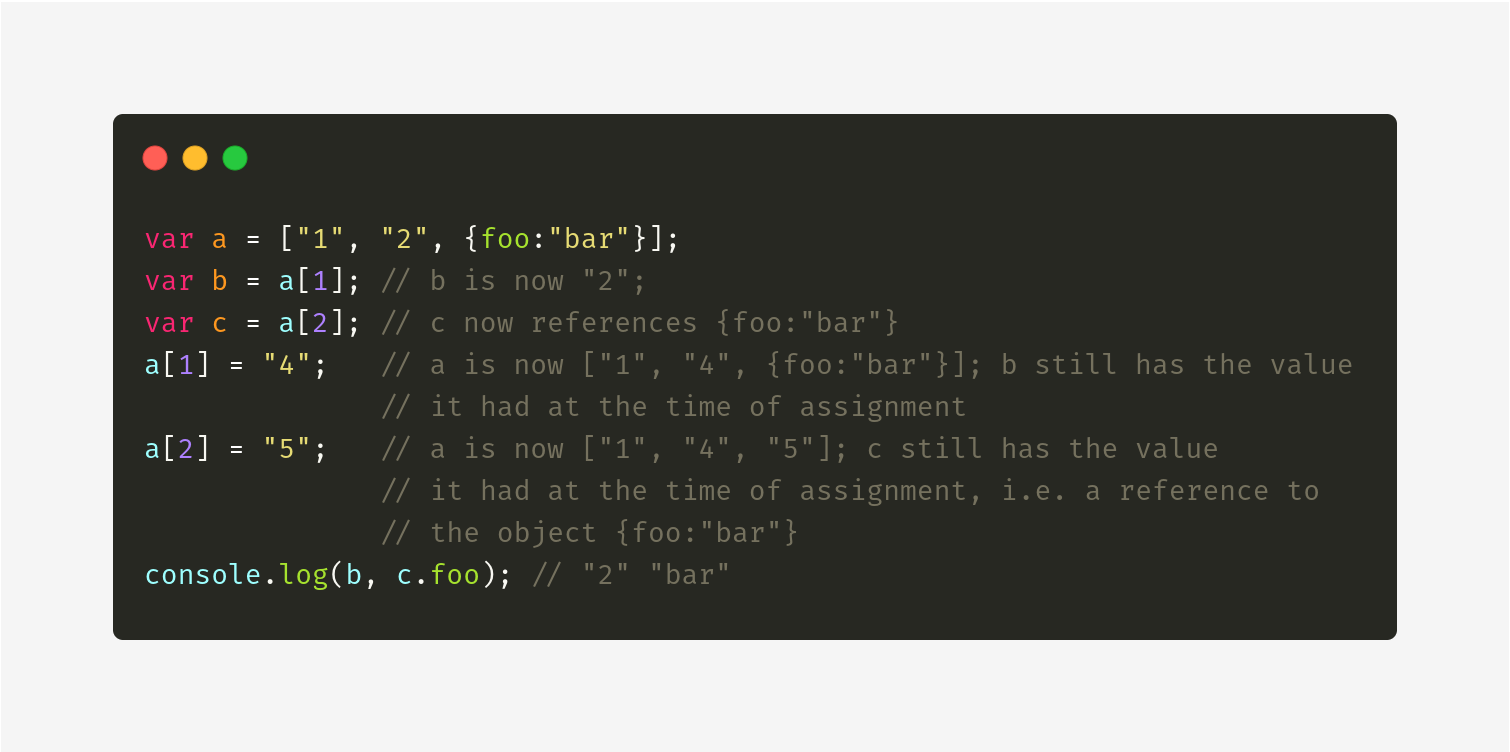 var a = ["1", "2", {foo:"bar"}];
var b = a[1]; // b is now "2";
var c = a[2]; // c now references {foo:"bar"}
a[1] = "4";   // a is now ["1", "4", {foo:"bar"}]; b still has the value
              // it had at the time of assignment
a[2] = "5";   // a is now ["1", "4", "5"]; c still has the value
              // it had at the time of assignment, i.e. a reference to
              // the object {foo:"bar"}
console.log(b, c.foo); // "2" "bar"